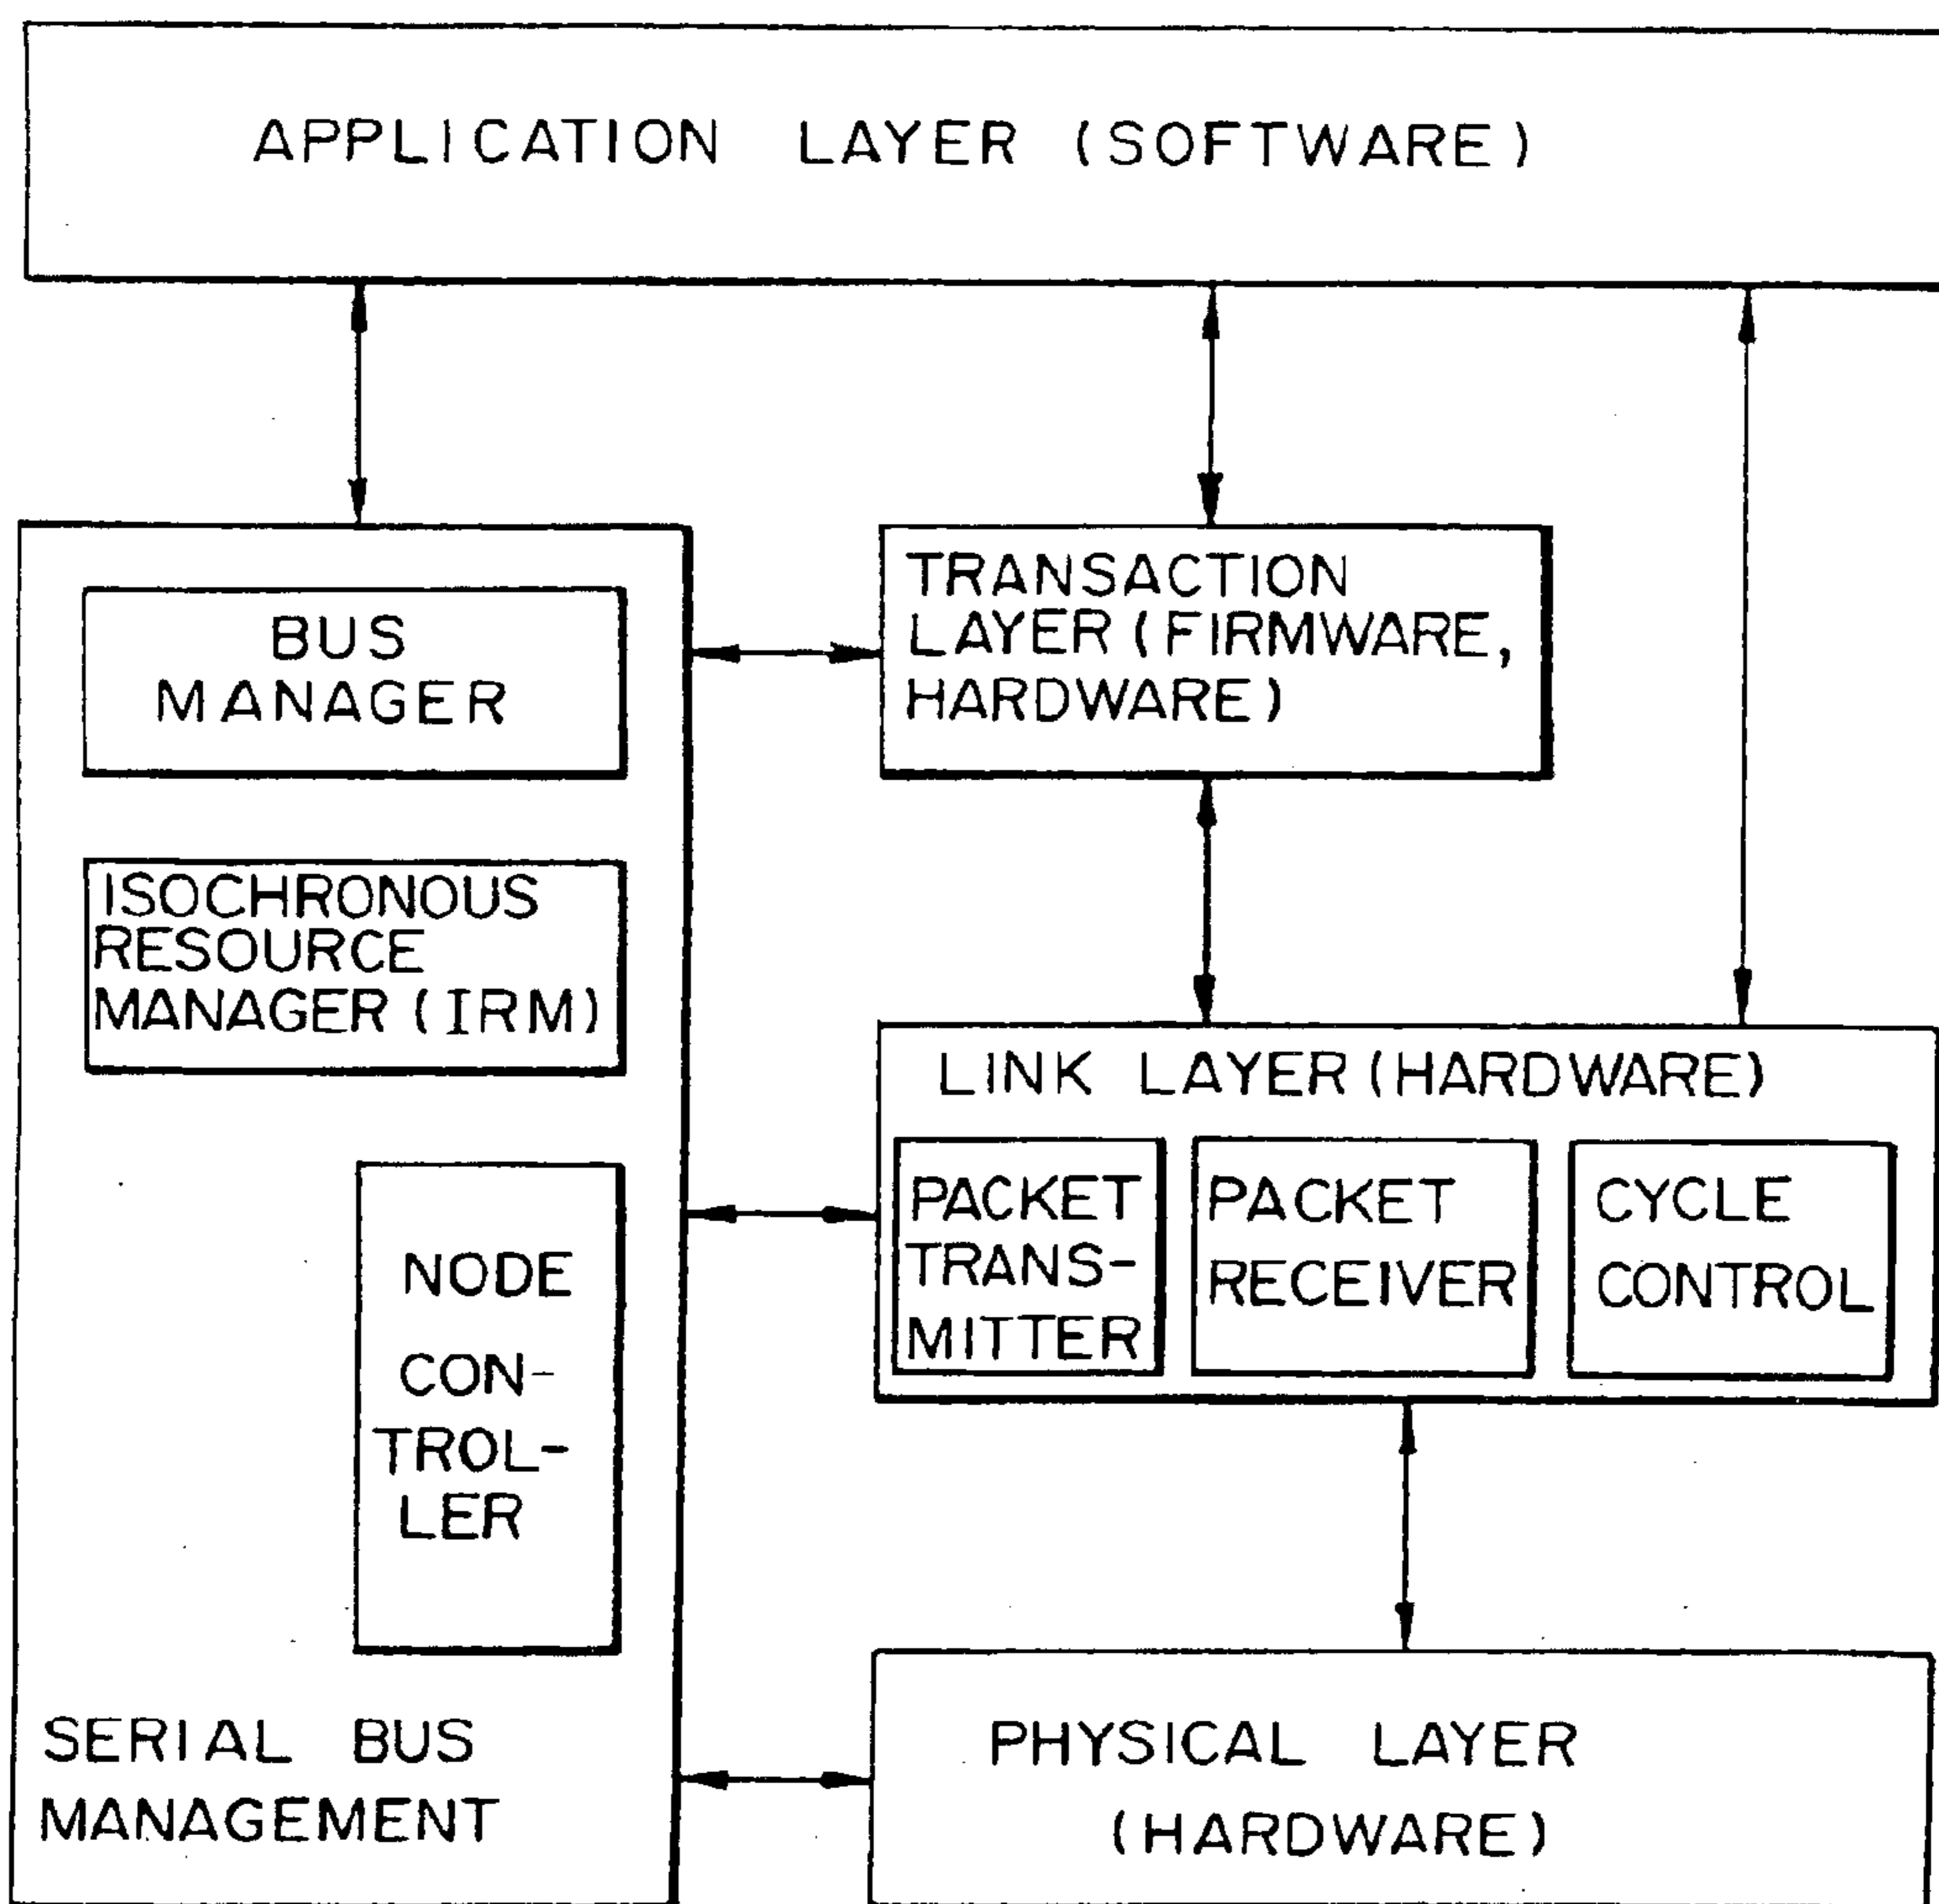 APPLICATION LAYER (SOFTWARE)
BUS
MANAGER
ISOCHRONOUS
RESOURCE
MANAGER (IRM)
NODE
CON-
TROL-
LER
SERIAL BUS
MANAGEMENT
TRANSACTION
LAYER (FIRMWARE,
HARDWARE)
LINK LAYER (HARDWARE)
PACKET
TRANS-
MITTER
PACKET
RECEIVER
CYCLE
CONTROL
PHYSICAL LAYER
(HARDWARE)